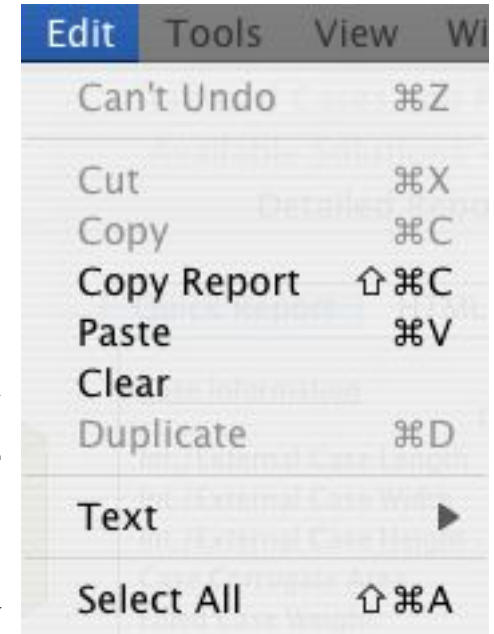 Edit Tools View Wi
Can't Undo ⌘Z
Cut ⌘X
Copy ⌘C
Copy Report ⇧⌘C
Paste ⌘V
Clear
Duplicate ⌘D
Text ▶
Select All ⇧⌘A